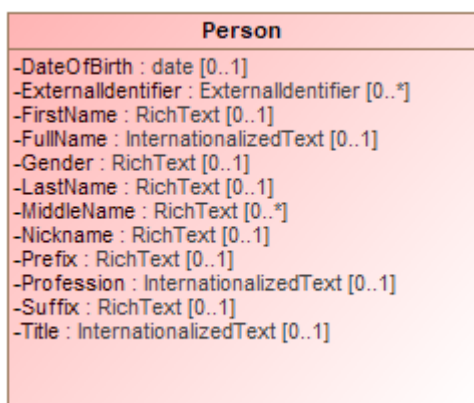 Person
-DateOfBirth : date [0..1]
-ExternalIdentifier : ExternalIdentifier [0..*]
-FirstName : RichText [0..1]
-FullName : InternationalizedText [0..1]
-Gender : RichText [0..1]
-LastName : RichText [0..1]
-MiddleName : RichText [0..*]
-Nickname : RichText [0..1]
-Prefix : RichText [0..1]
-Profession : InternationalizedText [0..1]
-Suffix : RichText [0..1]
-Title : InternationalizedText [0..1]